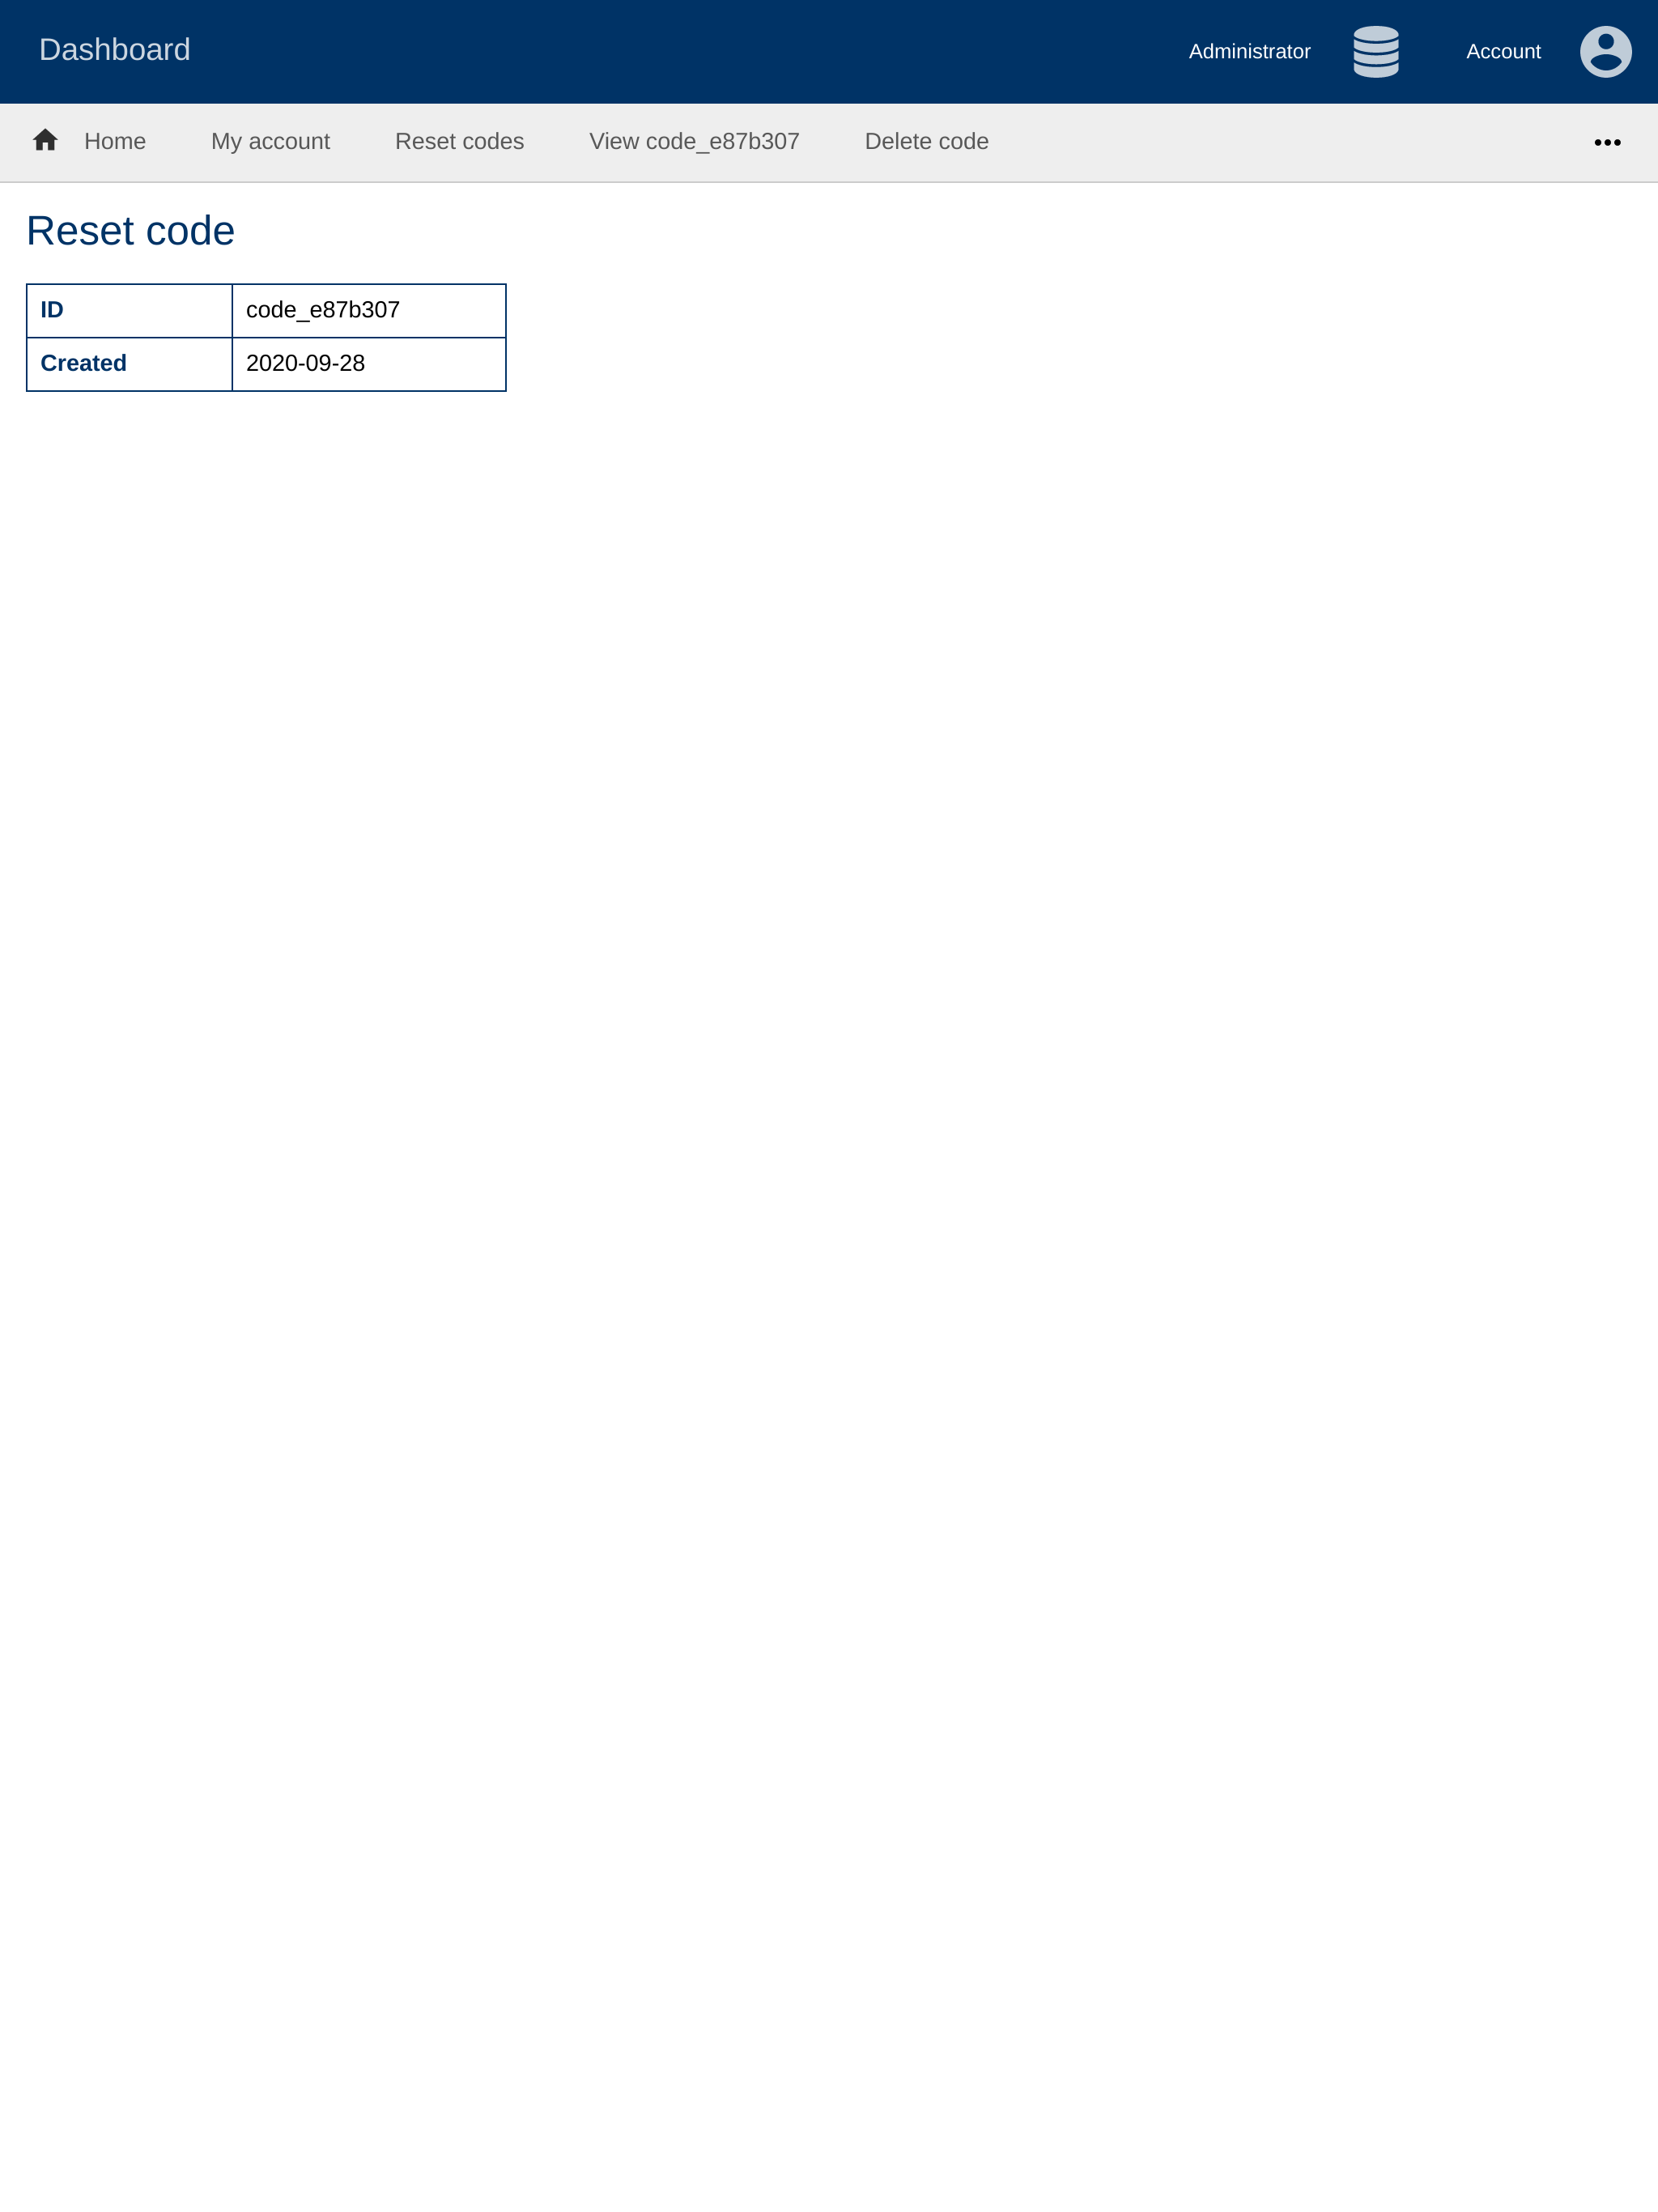 Dashboard
Administrator
Account
Home
My account
Reset codes
View code_e87b307
Delete code
Reset code
ID code_e87b307
Created 2020-09-28